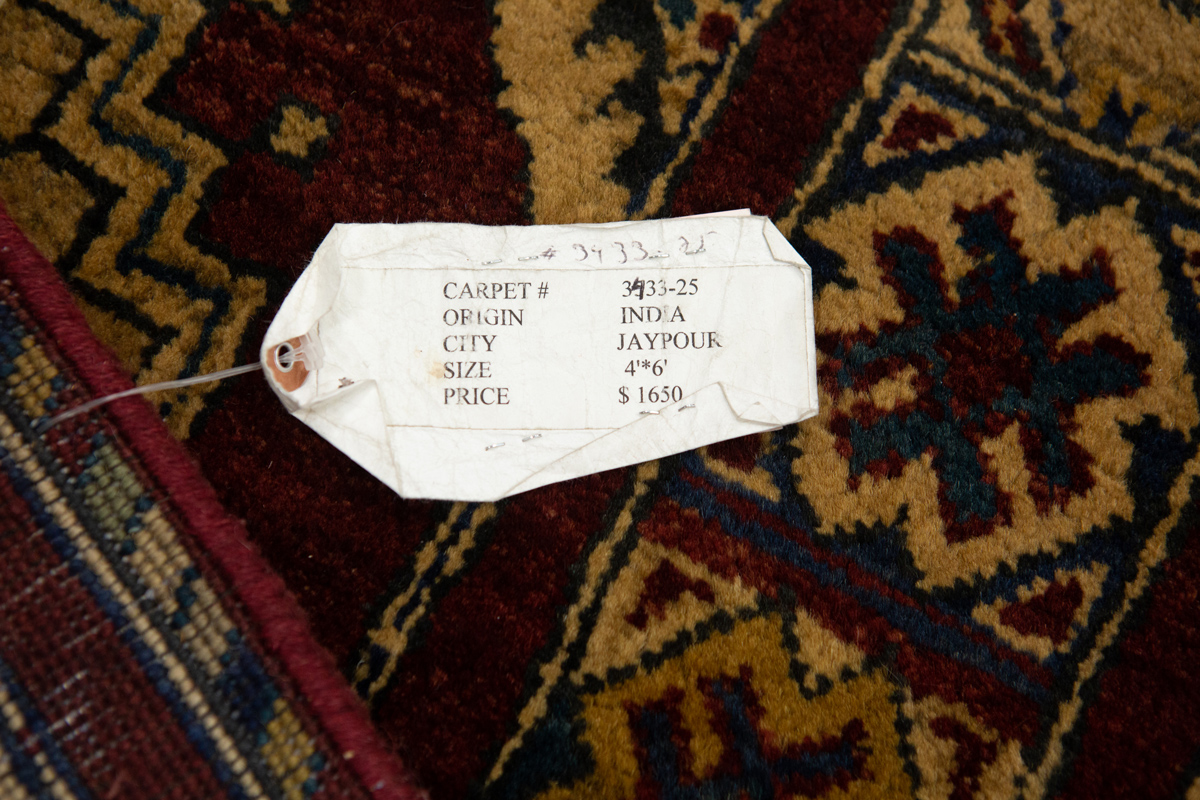 # 3433-25
CARPET # 3433-25
ORIGIN INDIA
CITY JAYPOUR
SIZE 4'*6'
PRICE $ 1650